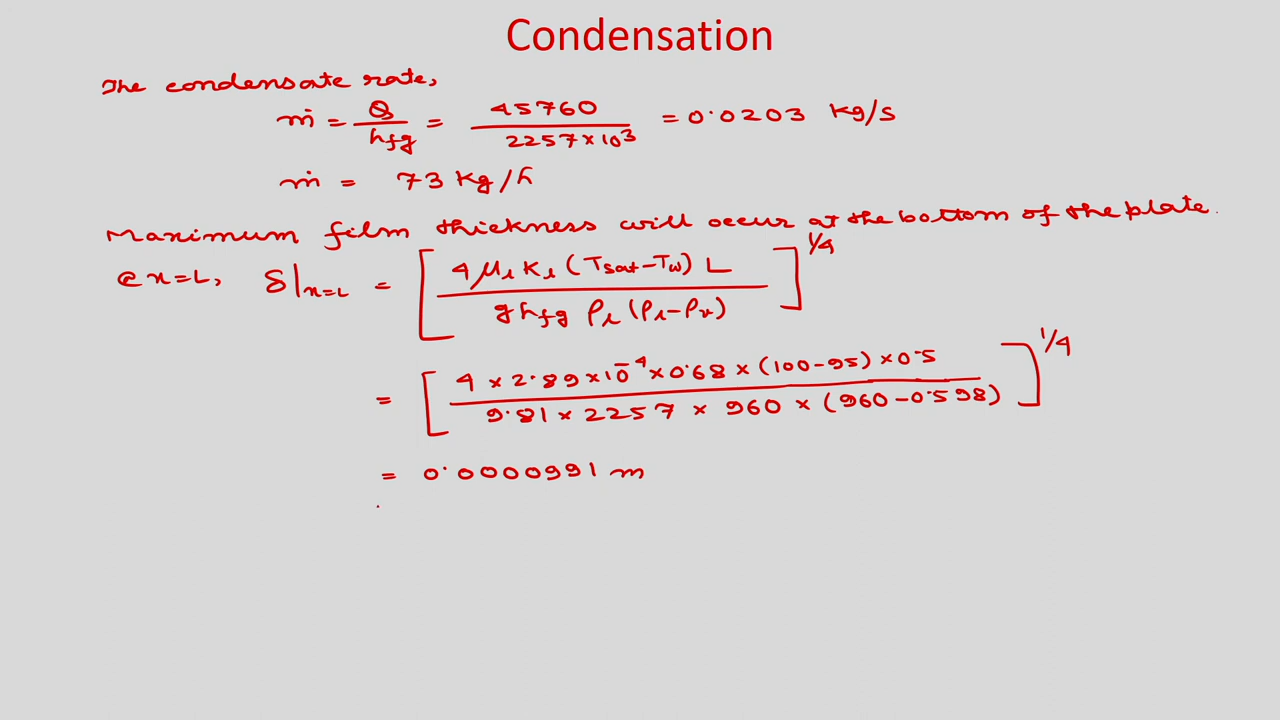 Condensation
The condensate rate,
ṁ = Q/hfg = 45760/2257×10³ = 0.0203 kg/s
ṁ = 73 kg/h
Maximum film thickness will occur at the bottom of the plate.
@ x=L, δ|x=L = [4 μl Kl (Tsat-Tw) L / g hfg ρl (ρl-ρv)]^1/4
= [4 × 2.89 × 10^-4 × 0.68 × (100-95) × 0.5 / 9.81 × 2257 × 960 × (960-0.598)]^1/4
= 0.0000991 m